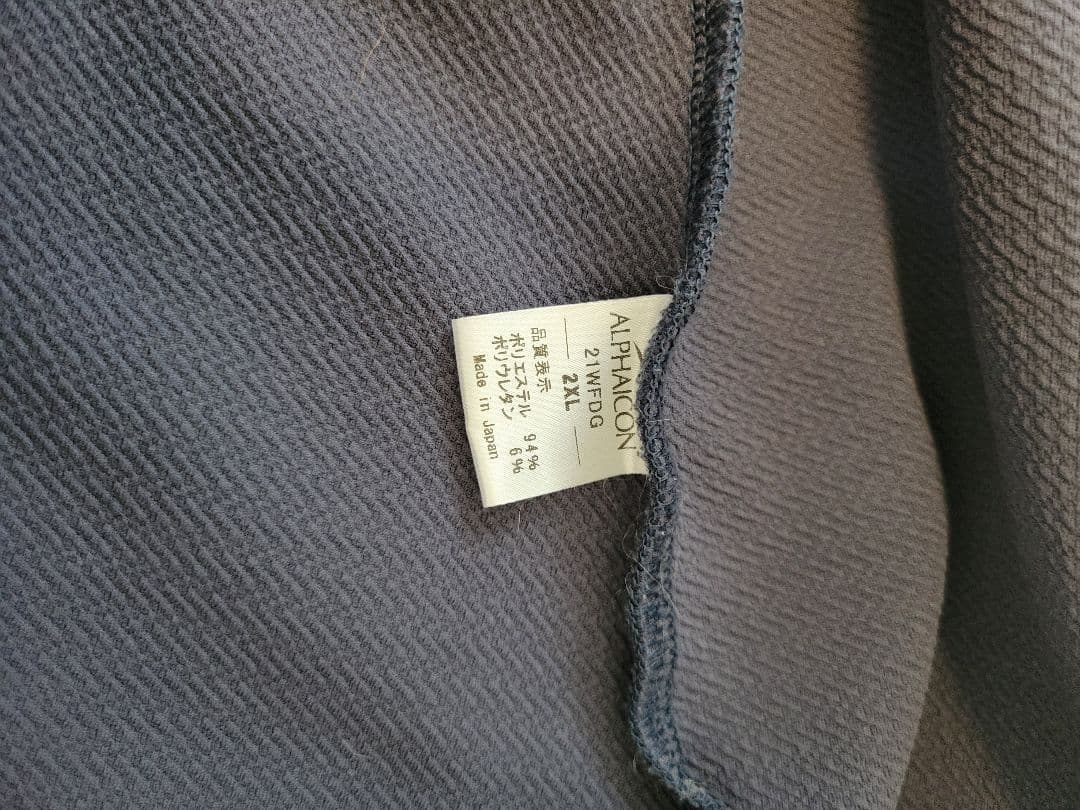 ALPHAICON
21WFDG
2XL
品質表示
ポリエステル 94%
ポリウレタン 6%
Made in Japan